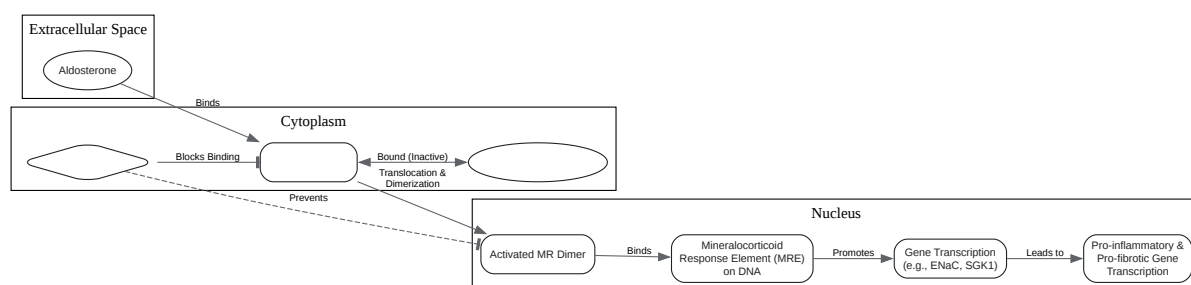 Extracellular Space
Aldosterone
Binds
Cytoplasm
Blocks Binding
Bound (Inactive)
Translocation &
Dimerization
Prevents
Nucleus
Activated MR Dimer
Binds
Mineralocorticoid
Response Element (MRE)
on DNA
Promotes
Gene Transcription
(e.g., ENaC, SGK1)
Leads to
Pro-inflammatory &
Pro-fibrotic Gene
Transcription